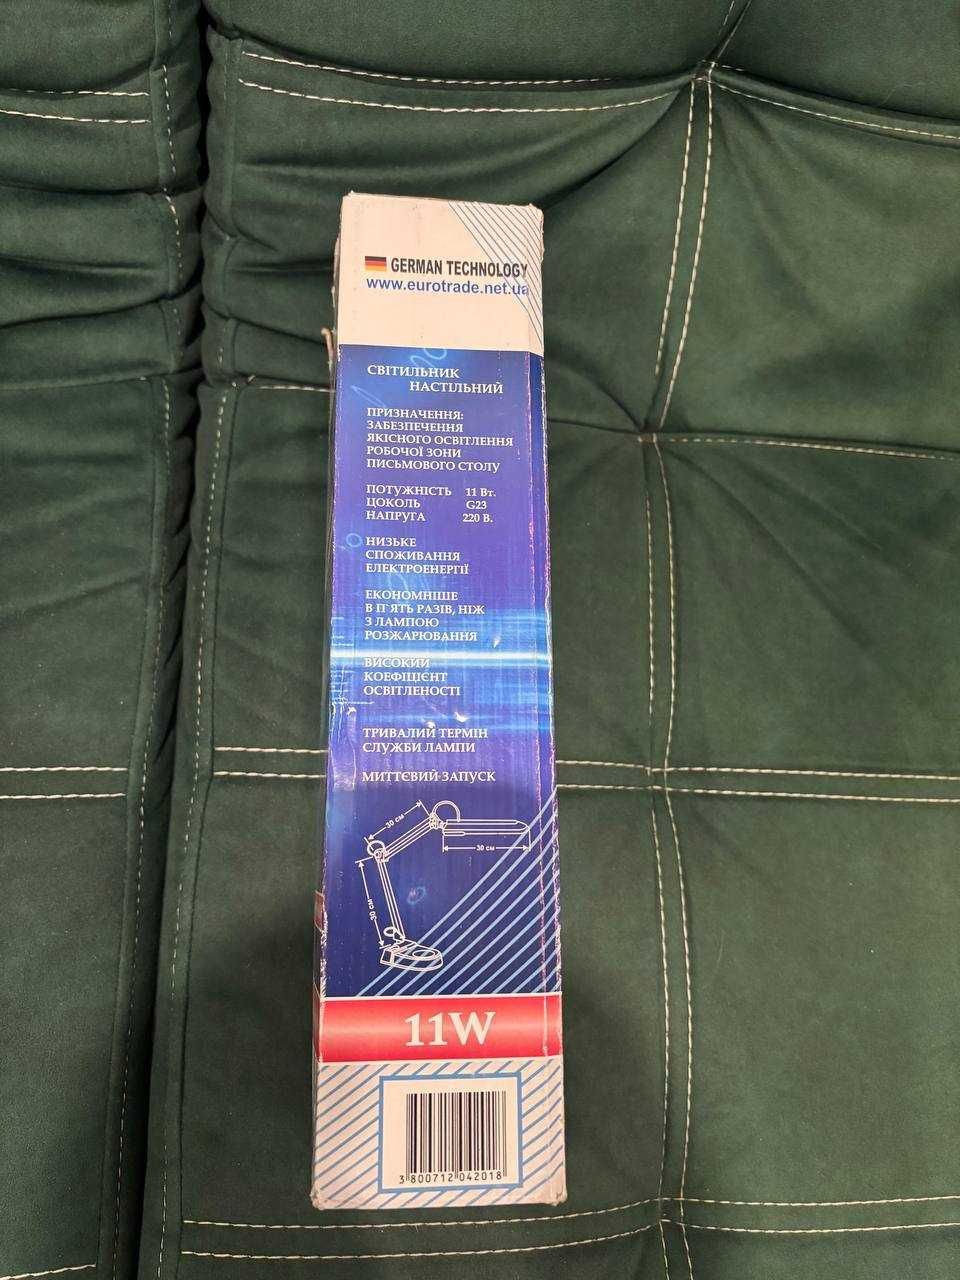 GERMAN TECHNOLOGY
www.eurotrade.net.ua
СВІТИЛЬНИК
НАСТІЛЬНИЙ
ПРИЗНАЧЕННЯ:
ЗАБЕЗПЕЧЕННЯ
ЯКІСНОГО ОСВІТЛЕННЯ
РОБОЧОЇ ЗОНИ
ПИСЬМОВОГО СТОЛУ
ПОТУЖНІСТЬ 11 Вт.
ЦОКОЛЬ G23
НАПРУГА 220 В.
НИЗЬКЕ
СПОЖИВАННЯ
ЕЛЕКТРОЕНЕРГІЇ
ЕКОНОМНІШЕ
В П`ЯТЬ РАЗІВ, НІЖ
З ЛАМПОЮ
РОЗЖАРЮВАННЯ
ВИСОКИЙ
КОЕФІЦІЄНТ
ОСВІТЛЕНОСТІ
ТРИВАЛИЙ ТЕРМІН
СЛУЖБИ ЛАМПИ
МИТТЄВИЙ ЗАПУСК
30 см
30 см
30 см
11W
3 800712 042018